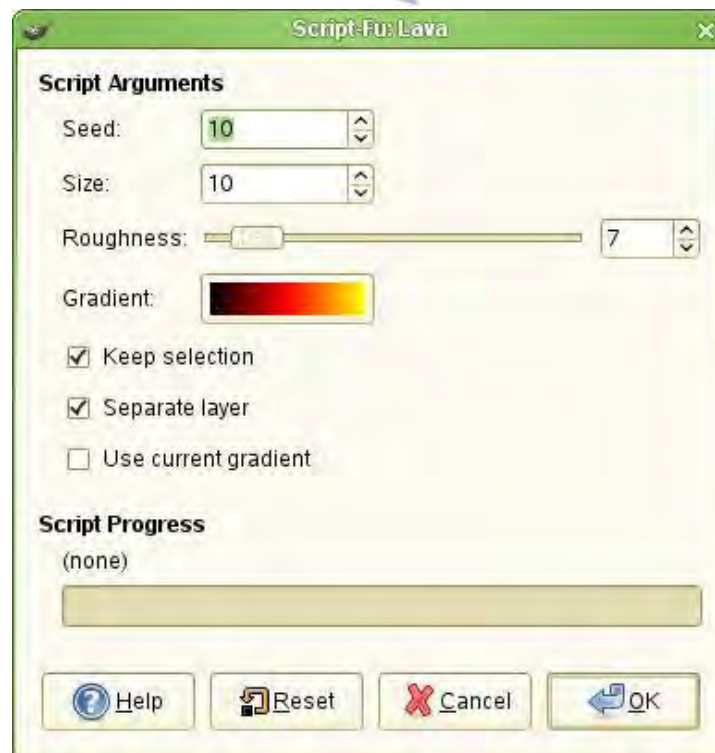 Script-Fu: Lava
Script Arguments
Seed: 10
Size: 10
Roughness: 7
Gradient:
Keep selection
Separate layer
Use current gradient
Script Progress
(none)
Help Reset Cancel OK